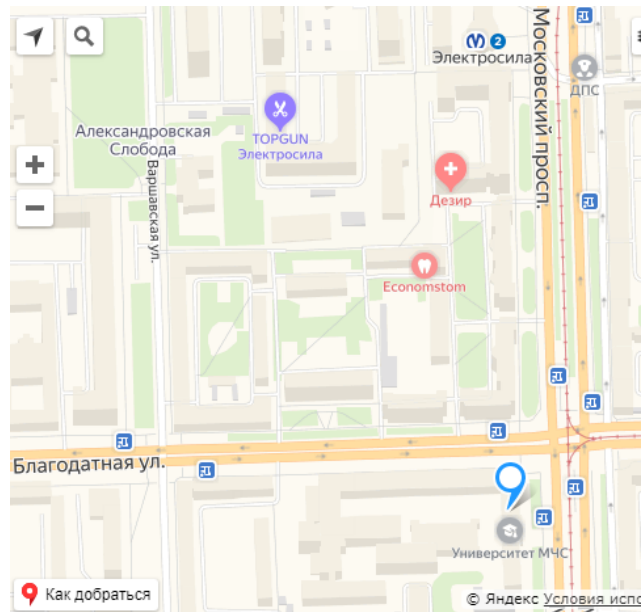 2
Электросила
Московский просп.
ДПС
TOPGUN
Электросила
Александровская
Слобода
Варшавская ул.
Дезир
Economstom
Благодатная ул.
Университет МЧС
Как добраться
© Яндекс Условия испо